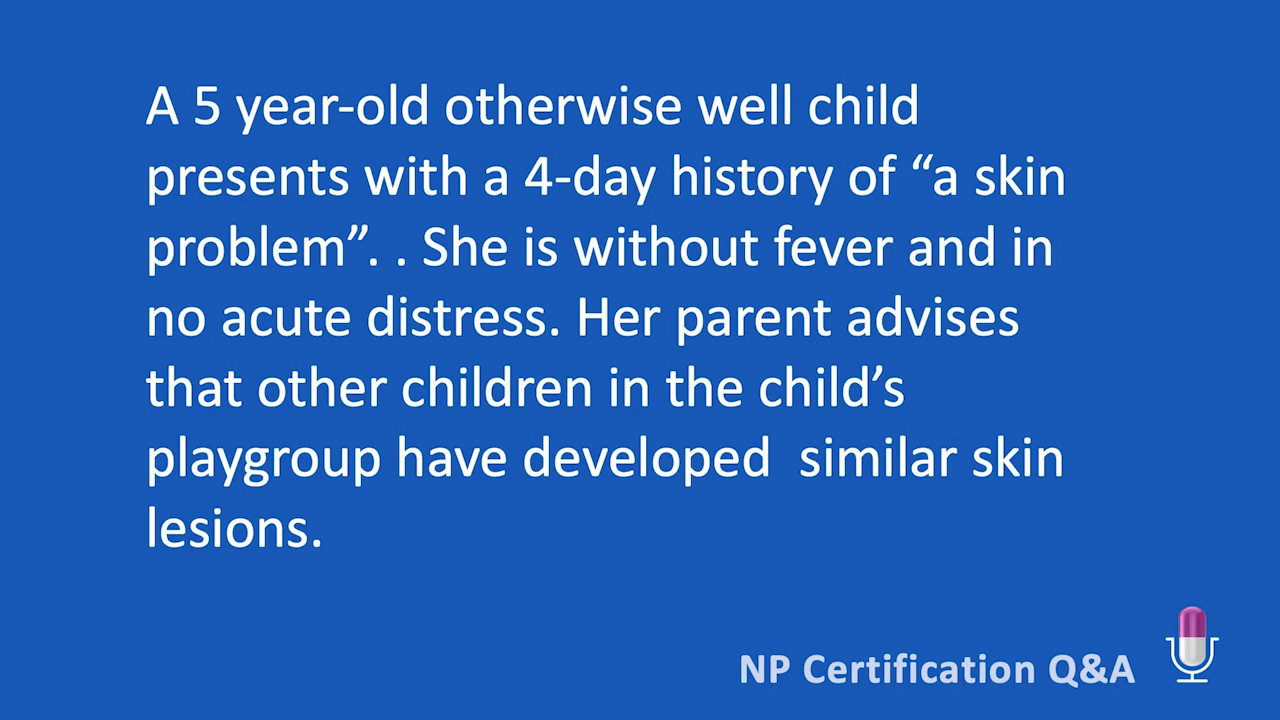 A 5 year-old otherwise well child
presents with a 4-day history of “a skin
problem”. . She is without fever and in
no acute distress. Her parent advises
that other children in the child’s
playgroup have developed  similar skin
lesions.
NP Certification Q&A